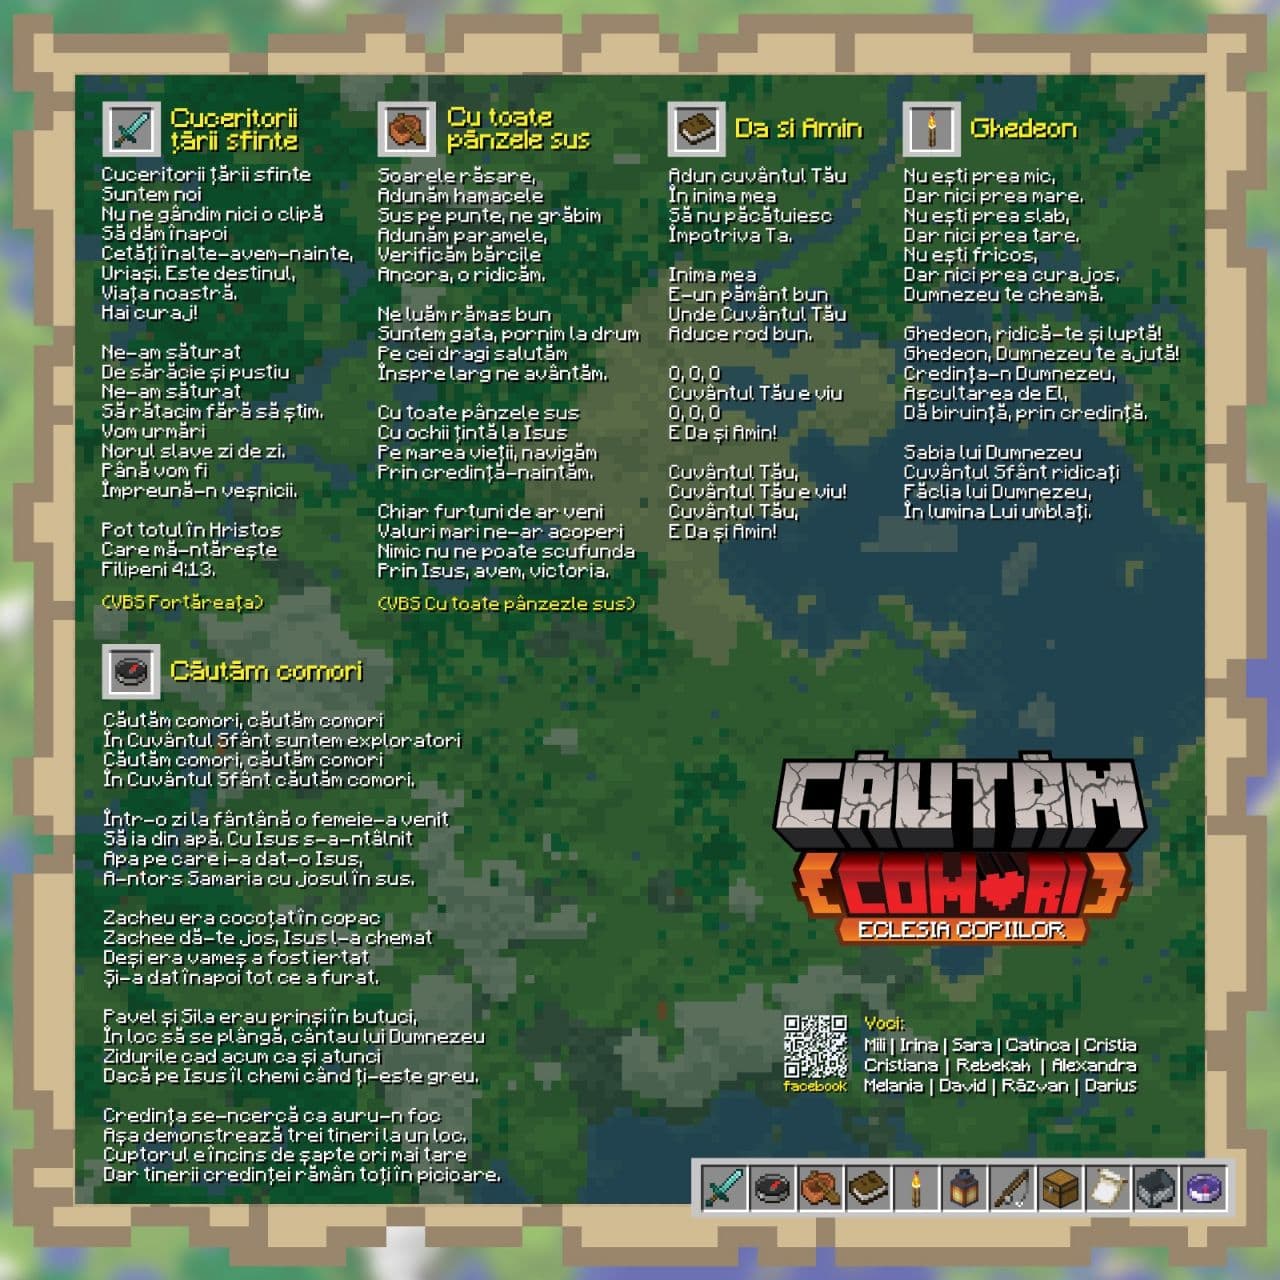 Cuceritorii
țării sfinte
Cuceritorii țării sfinte
Suntem noi
Nu ne gândim nici o clipă
Să dăm înapoi
Cetăți înalte-avem-nainte,
Uriași. Este destinul,
Viața noastră.
Hai curaj!
Ne-am săturat
De sărăcie și pustiu
Ne-am săturat
Să rătacim fără să știm.
Vom urmări
Norul slave zi de zi.
Până vom fi
Împreună-n veșnicii.
Pot totul în Hristos
Care mă-ntărește
Filipeni 4:13.
(VBS Fortăreața)
Cu toate
pânzele sus
Soarele răsare,
Adunăm hamacele
Sus pe punte, ne grăbim
Adunăm paramele,
Verificăm bărcile
Ancora, o ridicăm.
Ne luăm rămas bun
Suntem gata, pornim la drum
Pe cei dragi salutăm
Înspre larg ne avântăm.
Cu toate pânzele sus
Cu ochii țintă la Isus
Pe marea vieții, navigăm
Prin credință-naintăm.
Chiar furtuni de ar veni
Valuri mari ne-ar acoperi
Nimic nu ne poate scufunda
Prin Isus, avem, victoria.
(VBS Cu toate pânzezle sus)
Da si Amin
Adun cuvântul Tău
În inima mea
Să nu păcătuiesc
Împotriva Ta.
Inima mea
E-un pământ bun
Unde Cuvântul Tău
Aduce rod bun.
O, O, O
Cuvântul Tău e viu
O, O, O
E Da și Amin!
Cuvântul Tău,
Cuvântul Tău e viu!
Cuvântul Tău,
E Da și Amin!
Ghedeon
Nu ești prea mic,
Dar nici prea mare.
Nu ești prea slab,
Dar nici prea tare,
Nu ești fricos,
Dar nici prea curajos.
Dumnezeu te cheamă.
Ghedeon, ridică-te și luptă!
Ghedeon, Dumnezeu te ajută!
Credința-n Dumnezeu,
Ascultarea de El,
Dă biruință, prin credință.
Sabia lui Dumnezeu
Cuvântul Sfânt ridicați
Făclia lui Dumnezeu,
În lumina Lui umblați.
Căutăm comori
Căutăm comori, căutăm comori
În Cuvântul Sfânt suntem exploratori
Căutăm comori, căutăm comori
În Cuvântul Sfânt căutăm comori.
Într-o zi la fântână o femeie-a venit
Să ia din apă. Cu Isus s-a-ntâlnit
Apa pe care i-a dat-o Isus,
A-ntors Samaria cu josul în sus.
Zacheu era cocoțat în copac
Zachee dă-te jos, Isus l-a chemat
Deși era vameș a fost iertat
Și-a dat înapoi tot ce a furat.
Pavel și Sila erau prinși în butuci,
În loc să se plângă, cântau lui Dumnezeu
Zidurile cad acum ca și atunci
Dacă pe Isus îl chemi când ți-este greu.
Credința se-ncercă ca auru-n foc
Așa demonstrează trei tineri la un loc.
Cuptorul e încins de șapte ori mai tare
Dar tinerii credinței rămân toți în picioare.
CĂUTĂM
COMORI
ECLESIA COPIILOR
facebook
Voci:
Mili | Irina | Sara | Catinca | Cristia
Cristiana | Rebekah | Alexandra
Melania | David | Răzvan | Darius